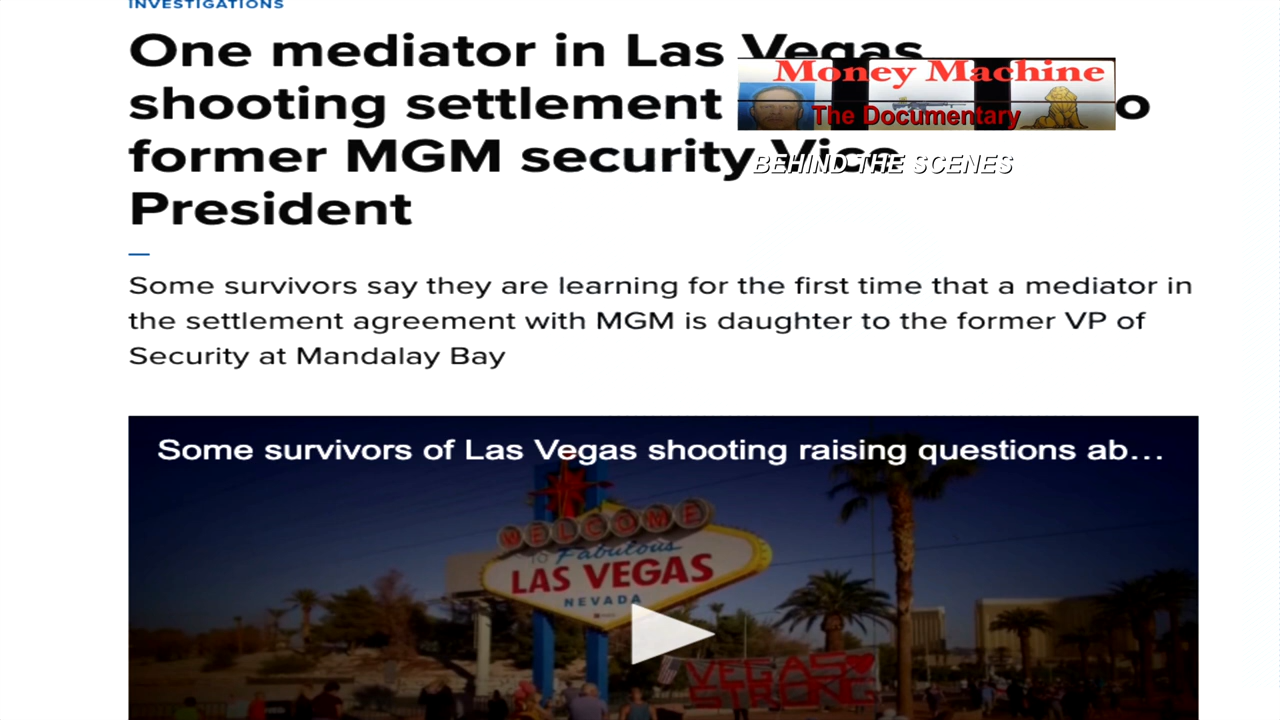 INVESTIGATIONS
One mediator in Las Vegas
shooting settlement o
former MGM security Vice
President
Money Machine
The Documentary
BEHIND THE SCENES
Some survivors say they are learning for the first time that a mediator in
the settlement agreement with MGM is daughter to the former VP of
Security at Mandalay Bay
Some survivors of Las Vegas shooting raising questions ab...
WELCOME
TO Fabulous
LAS VEGAS
NEVADA
VEGAS
STRONG